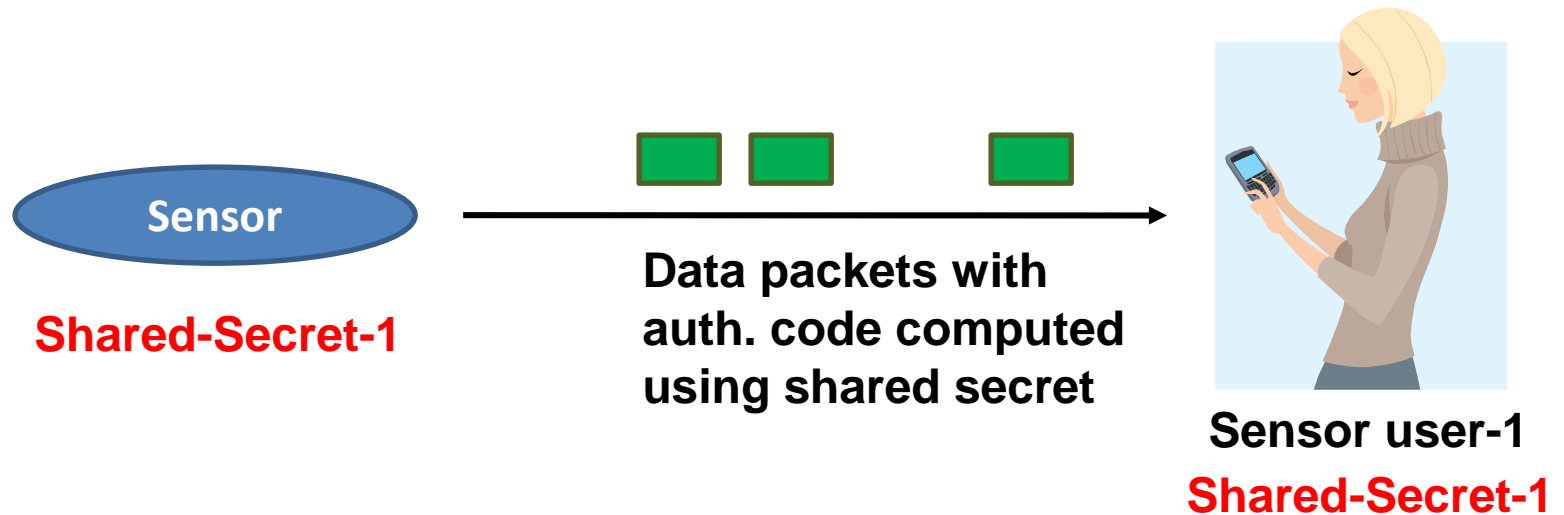 Sensor
Shared-Secret-1
Data packets with
auth. code computed
using shared secret
Sensor user-1
Shared-Secret-1